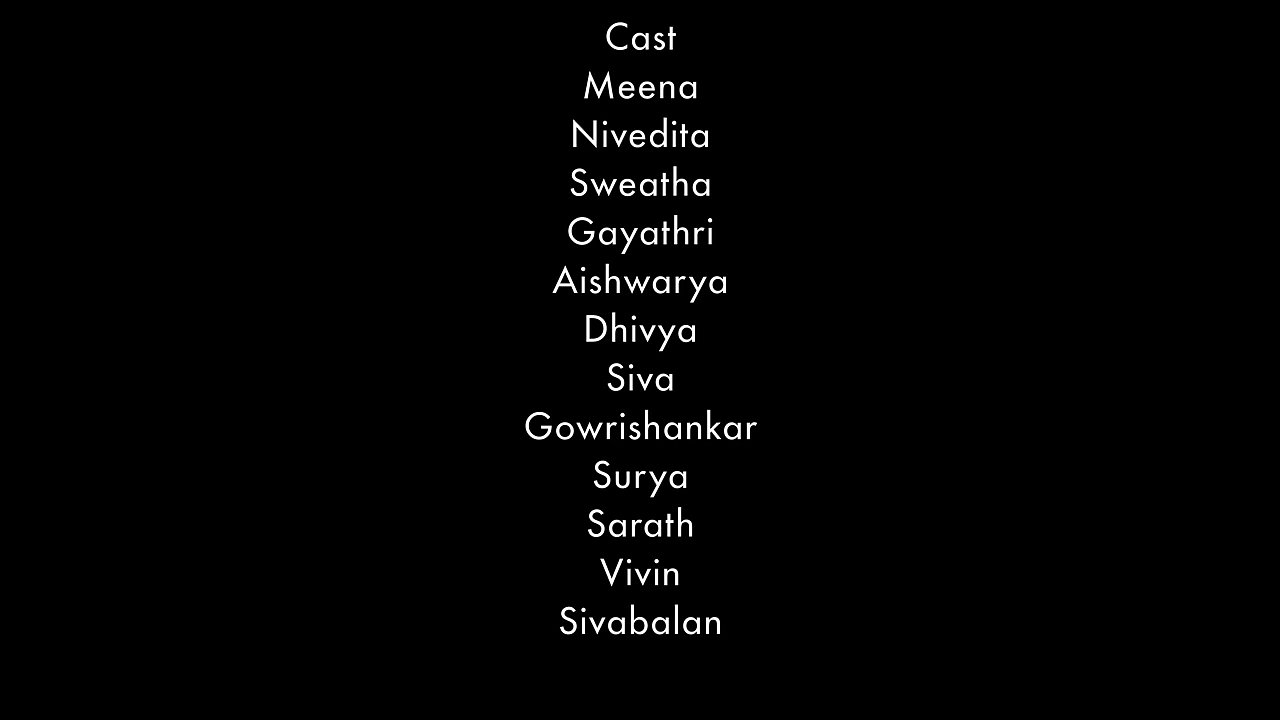 Cast
Meena
Nivedita
Sweatha
Gayathri
Aishwarya
Dhivya
Siva
Gowrishankar
Surya
Sarath
Vivin
Sivabalan